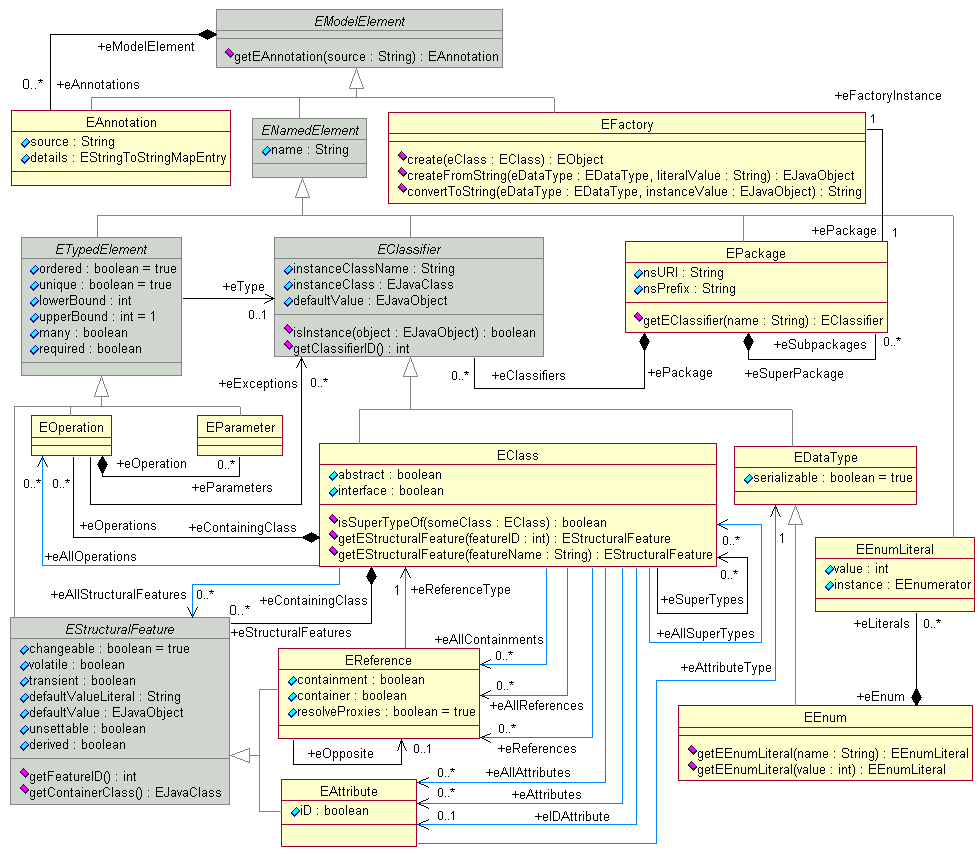 EModelElement
getEAnnotation(source : String) : EAnnotation
+eModelElement
0..*
+eAnnotations
+eFactoryInstance
1
EAnnotation
source : String
details : EStringToStringMapEntry
ENamedElement
name : String
EFactory
create(eClass : EClass) : EObject
createFromString(eDataType : EDataType, literalValue : String) : EJavaObject
convertToString(eDataType : EDataType, instanceValue : EJavaObject) : String
+ePackage
1
ETypedElement
ordered : boolean = true
unique : boolean = true
lowerBound : int
upperBound : int = 1
many : boolean
required : boolean
+eType
0..1
EClassifier
instanceClassName : String
instanceClass : EJavaClass
defaultValue : EJavaObject
isInstance(object : EJavaObject) : boolean
getClassifierID() : int
EPackage
nsURI : String
nsPrefix : String
getEClassifier(name : String) : EClassifier
+eSubpackages
0..*
+eSuperPackage
+ePackage
0..*
+eClassifiers
+eExceptions
0..*
EOperation
EParameter
+eOperation
0..*
+eParameters
0..*
0..*
+eOperations
+eContainingClass
+eAllOperations
EClass
abstract : boolean
interface : boolean
isSuperTypeOf(someClass : EClass) : boolean
getEStructuralFeature(featureID : int) : EStructuralFeature
getEStructuralFeature(featureName : String) : EStructuralFeature
EDataType
serializable : boolean = true
0..*
0..*
1
+eSuperTypes
+eAllSuperTypes
EEnumLiteral
value : int
instance : EEnumerator
+eLiterals
0..*
+eAllStructuralFeatures
0..*
+eContainingClass
0..*
+eStructuralFeatures
1
+eReferenceType
EStructuralFeature
changeable : boolean = true
volatile : boolean
transient : boolean
defaultValueLiteral : String
defaultValue : EJavaObject
unsettable : boolean
derived : boolean
getFeatureID() : int
getContainerClass() : EJavaClass
EReference
containment : boolean
container : boolean
resolveProxies : boolean = true
+eAllContainments
0..*
0..*
+eAllReferences
0..*
+eReferences
+eOpposite
0..1
+eAttributeType
+eEnum
EEnum
getEEnumLiteral(name : String) : EEnumLiteral
getEEnumLiteral(value : int) : EEnumLiteral
EAttribute
iD : boolean
0..*
+eAllAttributes
0..*
+eAttributes
0..1
+eIDAttribute